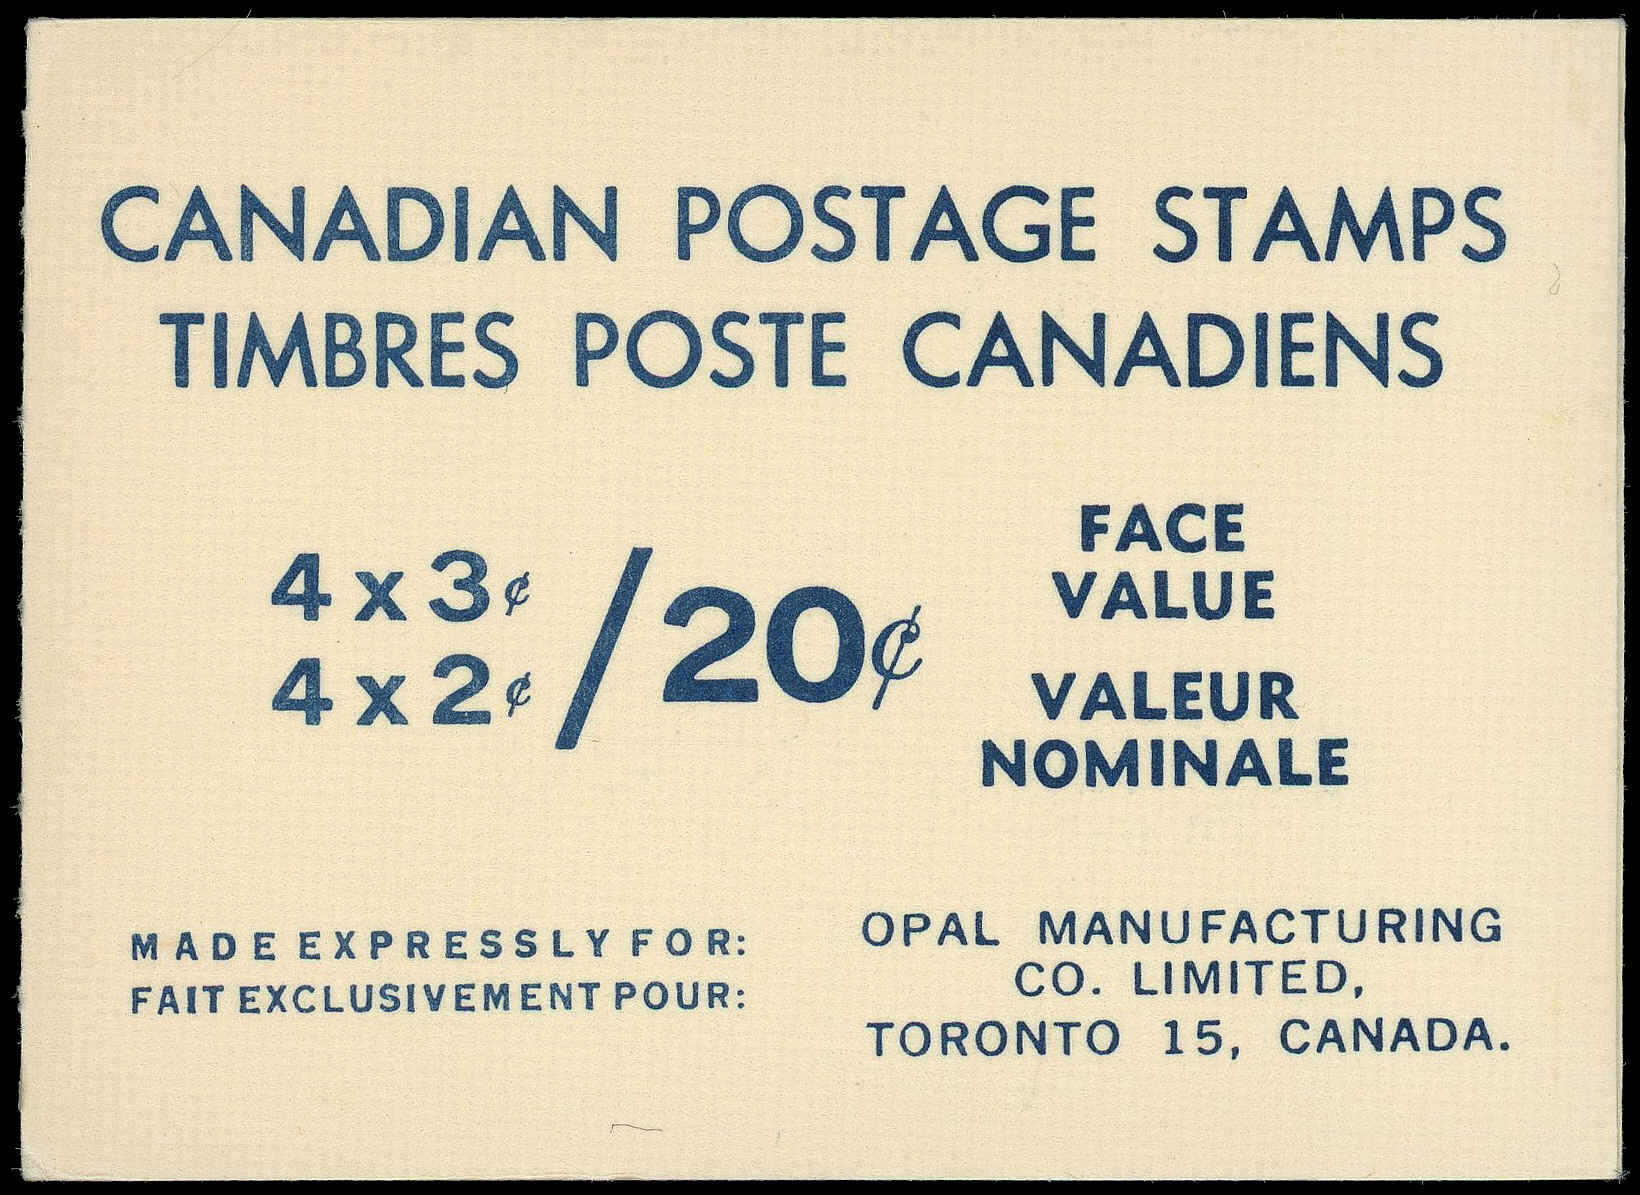 CANADIAN POSTAGE STAMPS
TIMBRES POSTE CANADIENS
4 x 3¢
4 x 2¢
/20¢
FACE
VALUE
VALEUR
NOMINALE
MADE EXPRESSLY FOR:
FAIT EXCLUSIVEMENT POUR:
OPAL MANUFACTURING
CO. LIMITED,
TORONTO 15, CANADA.